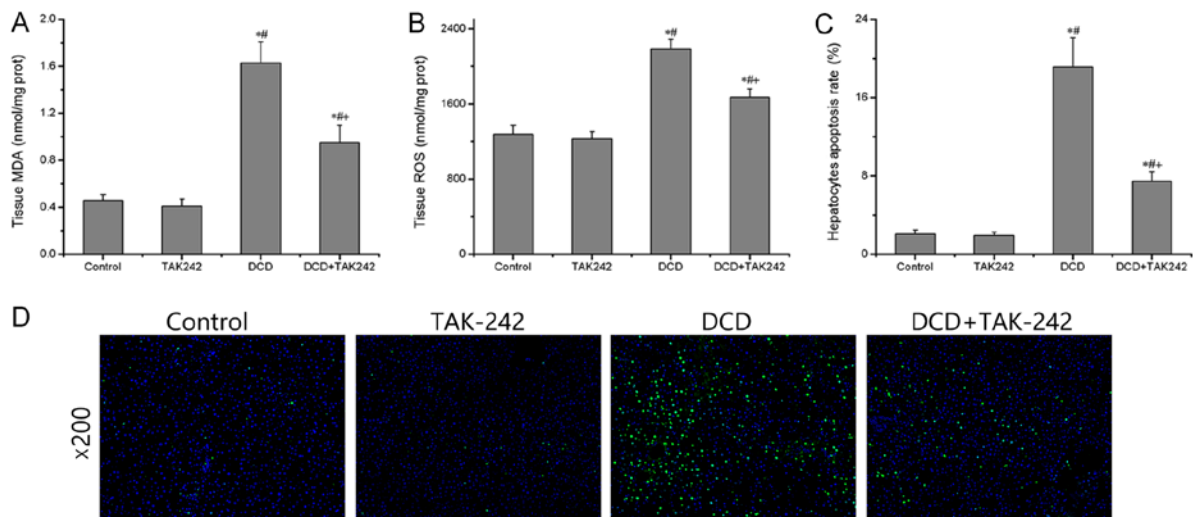 A
Tissue MDA (nmol/mg prot)
2.0
1.6
1.2
0.8
0.4
0.0
*#
*#+
Control TAK242 DCD DCD+TAK242
B
Tissue ROS (nmol/mg prot)
2400
1600
800
0
*#
*#+
Control TAK242 DCD DCD+TAK242
C
Hepatocytes apoptosis rate (%)
24
16
8
0
*#
*#+
Control TAK242 DCD DCD+TAK242
D
Control TAK-242 DCD DCD+TAK-242
x200